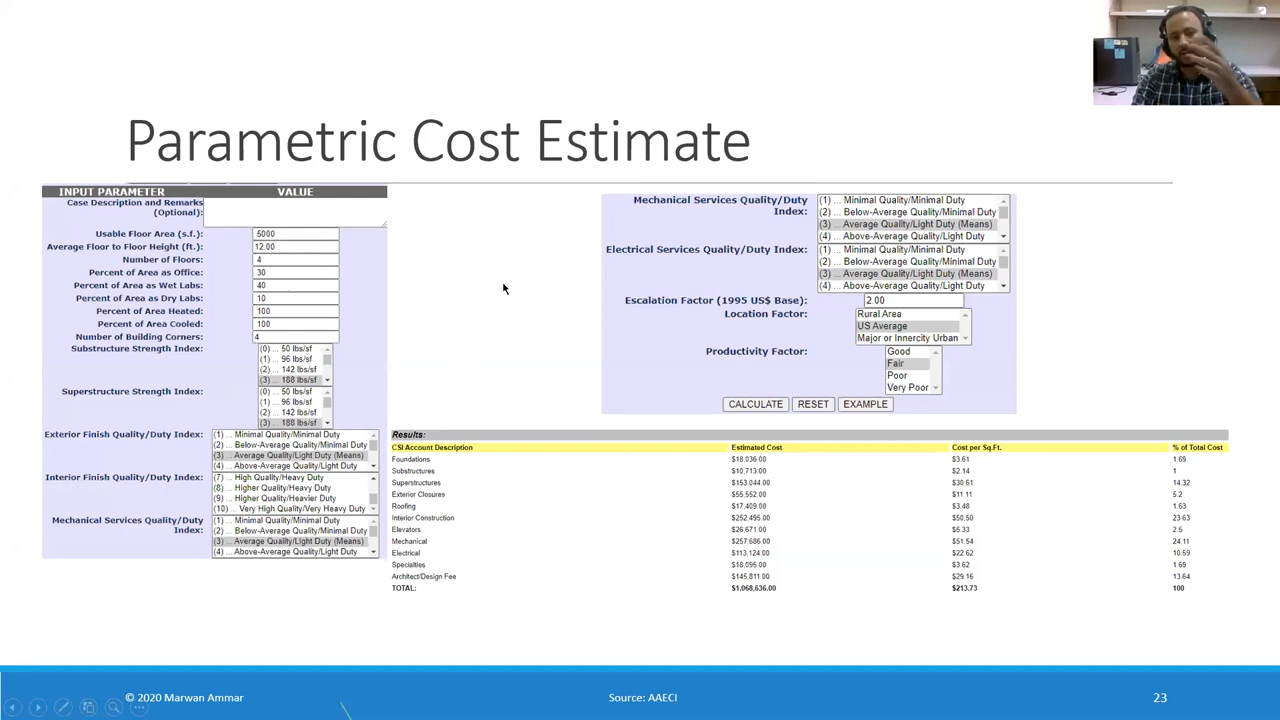 Parametric Cost Estimate
INPUT PARAMETER VALUE
Case Description and Remarks
(Optional):
Usable Floor Area (s.f.): 5000
Average Floor to Floor Height (ft.): 12.00
Number of Floors: 4
Percent of Area as Office: 30
Percent of Area as Wet Labs: 40
Percent of Area as Dry Labs: 10
Percent of Area Heated: 100
Percent of Area Cooled: 100
Number of Building Corners: 4
Substructure Strength Index: (0) ... 50 lbs/sf
(1) ... 96 lbs/sf
(2) ... 142 lbs/sf
(3) ... 188 lbs/sf
Superstructure Strength Index: (0) ... 50 lbs/sf
(1) ... 96 lbs/sf
(2) ... 142 lbs/sf
(3) ... 188 lbs/sf
Exterior Finish Quality/Duty Index: (1) ... Minimal Quality/Minimal Duty
(2) ... Below-Average Quality/Minimal Duty
(3) ... Average Quality/Light Duty (Means)
(4) ... Above-Average Quality/Light Duty
Interior Finish Quality/Duty Index: (7) ... High Quality/Heavy Duty
(8) ... Higher Quality/Heavy Duty
(9) ... Higher Quality/Heavier Duty
(10) ... Very High Quality/Very Heavy Duty
Mechanical Services Quality/Duty
Index: (1) ... Minimal Quality/Minimal Duty
(2) ... Below-Average Quality/Minimal Duty
(3) ... Average Quality/Light Duty (Means)
(4) ... Above-Average Quality/Light Duty
Mechanical Services Quality/Duty
Index: (1) ... Minimal Quality/Minimal Duty
(2) ... Below-Average Quality/Minimal Duty
(3) ... Average Quality/Light Duty (Means)
(4) ... Above-Average Quality/Light Duty
Electrical Services Quality/Duty Index: (1) ... Minimal Quality/Minimal Duty
(2) ... Below-Average Quality/Minimal Duty
(3) ... Average Quality/Light Duty (Means)
(4) ... Above-Average Quality/Light Duty
Escalation Factor (1995 US$ Base): 2.00
Location Factor: Rural Area
US Average
Major or Innercity Urban
Productivity Factor: Good
Fair
Poor
Very Poor
CALCULATE RESET EXAMPLE
Results:
CSI Account Description Estimated Cost Cost per Sq.Ft. % of Total Cost
Foundations $18,036.00 $3.61 1.69
Substructures $10,713.00 $2.14 1
Superstructures $153,044.00 $30.61 14.32
Exterior Closures $55,552.00 $11.11 5.2
Roofing $17,409.00 $3.48 1.63
Interior Construction $252,495.00 $50.50 23.63
Elevators $26,671.00 $5.33 2.5
Mechanical $257,686.00 $51.54 24.11
Electrical $113,124.00 $22.62 10.59
Specialties $18,095.00 $3.62 1.69
Architect/Design Fee $145,811.00 $29.16 13.64
TOTAL: $1,068,636.00 $213.73 100
© 2020 Marwan Ammar Source: AAECI 23